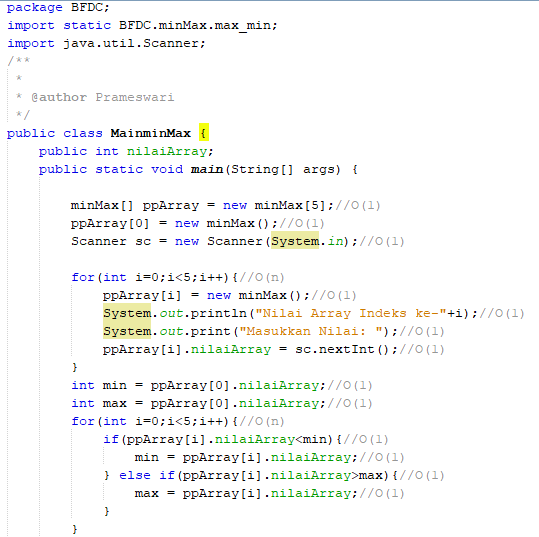 package BFDC;
import static BFDC.minMax.max_min;
import java.util.Scanner;
/**
 *
 * @author Prameswari
 */
public class MainminMax {
    public int nilaiArray;
    public static void main(String[] args) {

        minMax[] ppArray = new minMax[5];//O(1)
        ppArray[0] = new minMax();//O(1)
        Scanner sc = new Scanner(System.in);//O(1)

        for(int i=0;i<5;i++){//O(n)
            ppArray[i] = new minMax();//O(1)
            System.out.println("Nilai Array Indeks ke-"+i);//O(1)
            System.out.print("Masukkan Nilai: ");//O(1)
            ppArray[i].nilaiArray = sc.nextInt();//O(1)
        }
        int min = ppArray[0].nilaiArray;//O(1)
        int max = ppArray[0].nilaiArray;//O(1)
        for(int i=0;i<5;i++){//O(n)
            if(ppArray[i].nilaiArray<min){//O(1)
                min = ppArray[i].nilaiArray;//O(1)
            } else if(ppArray[i].nilaiArray>max){//O(1)
                max = ppArray[i].nilaiArray;//O(1)
            }
        }